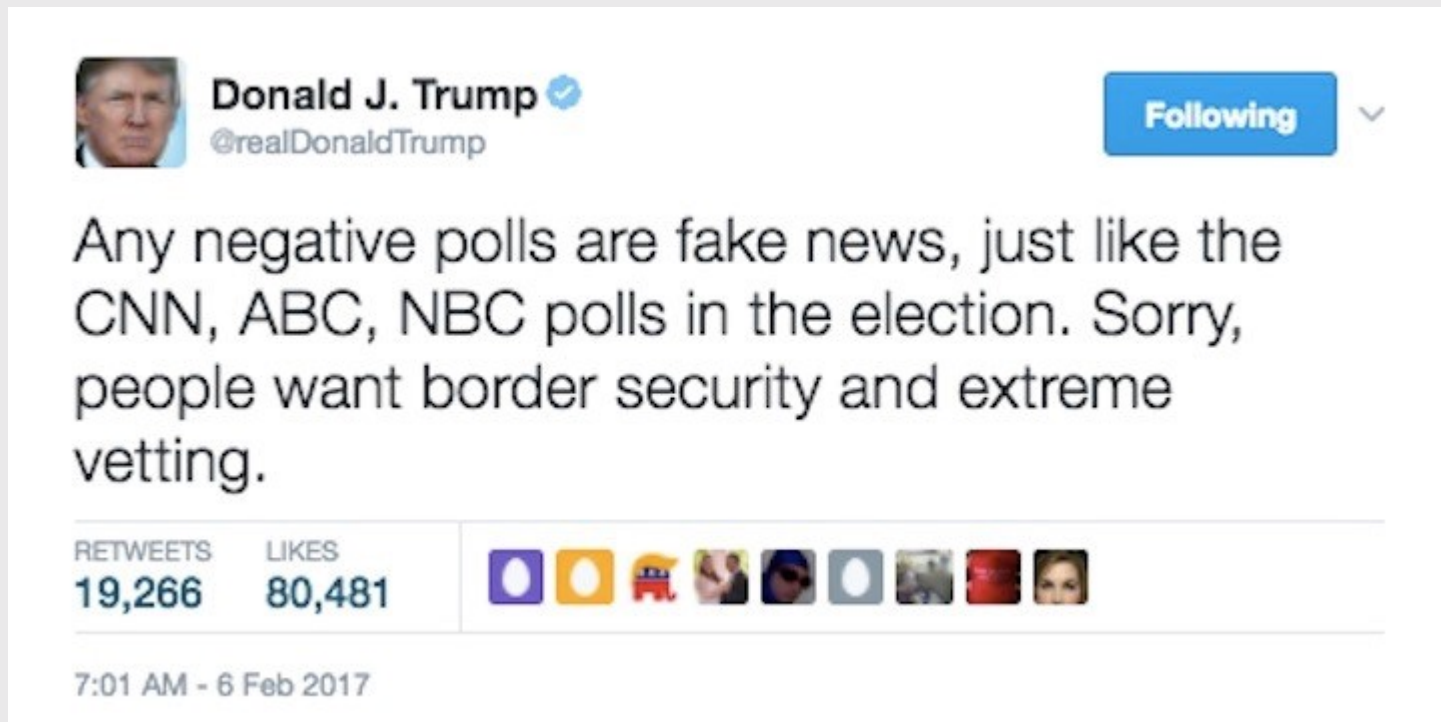 Donald J. Trump
@realDonaldTrump
Following
Any negative polls are fake news, just like the
CNN, ABC, NBC polls in the election. Sorry,
people want border security and extreme
vetting.
RETWEETS LIKES
19,266 80,481
7:01 AM - 6 Feb 2017